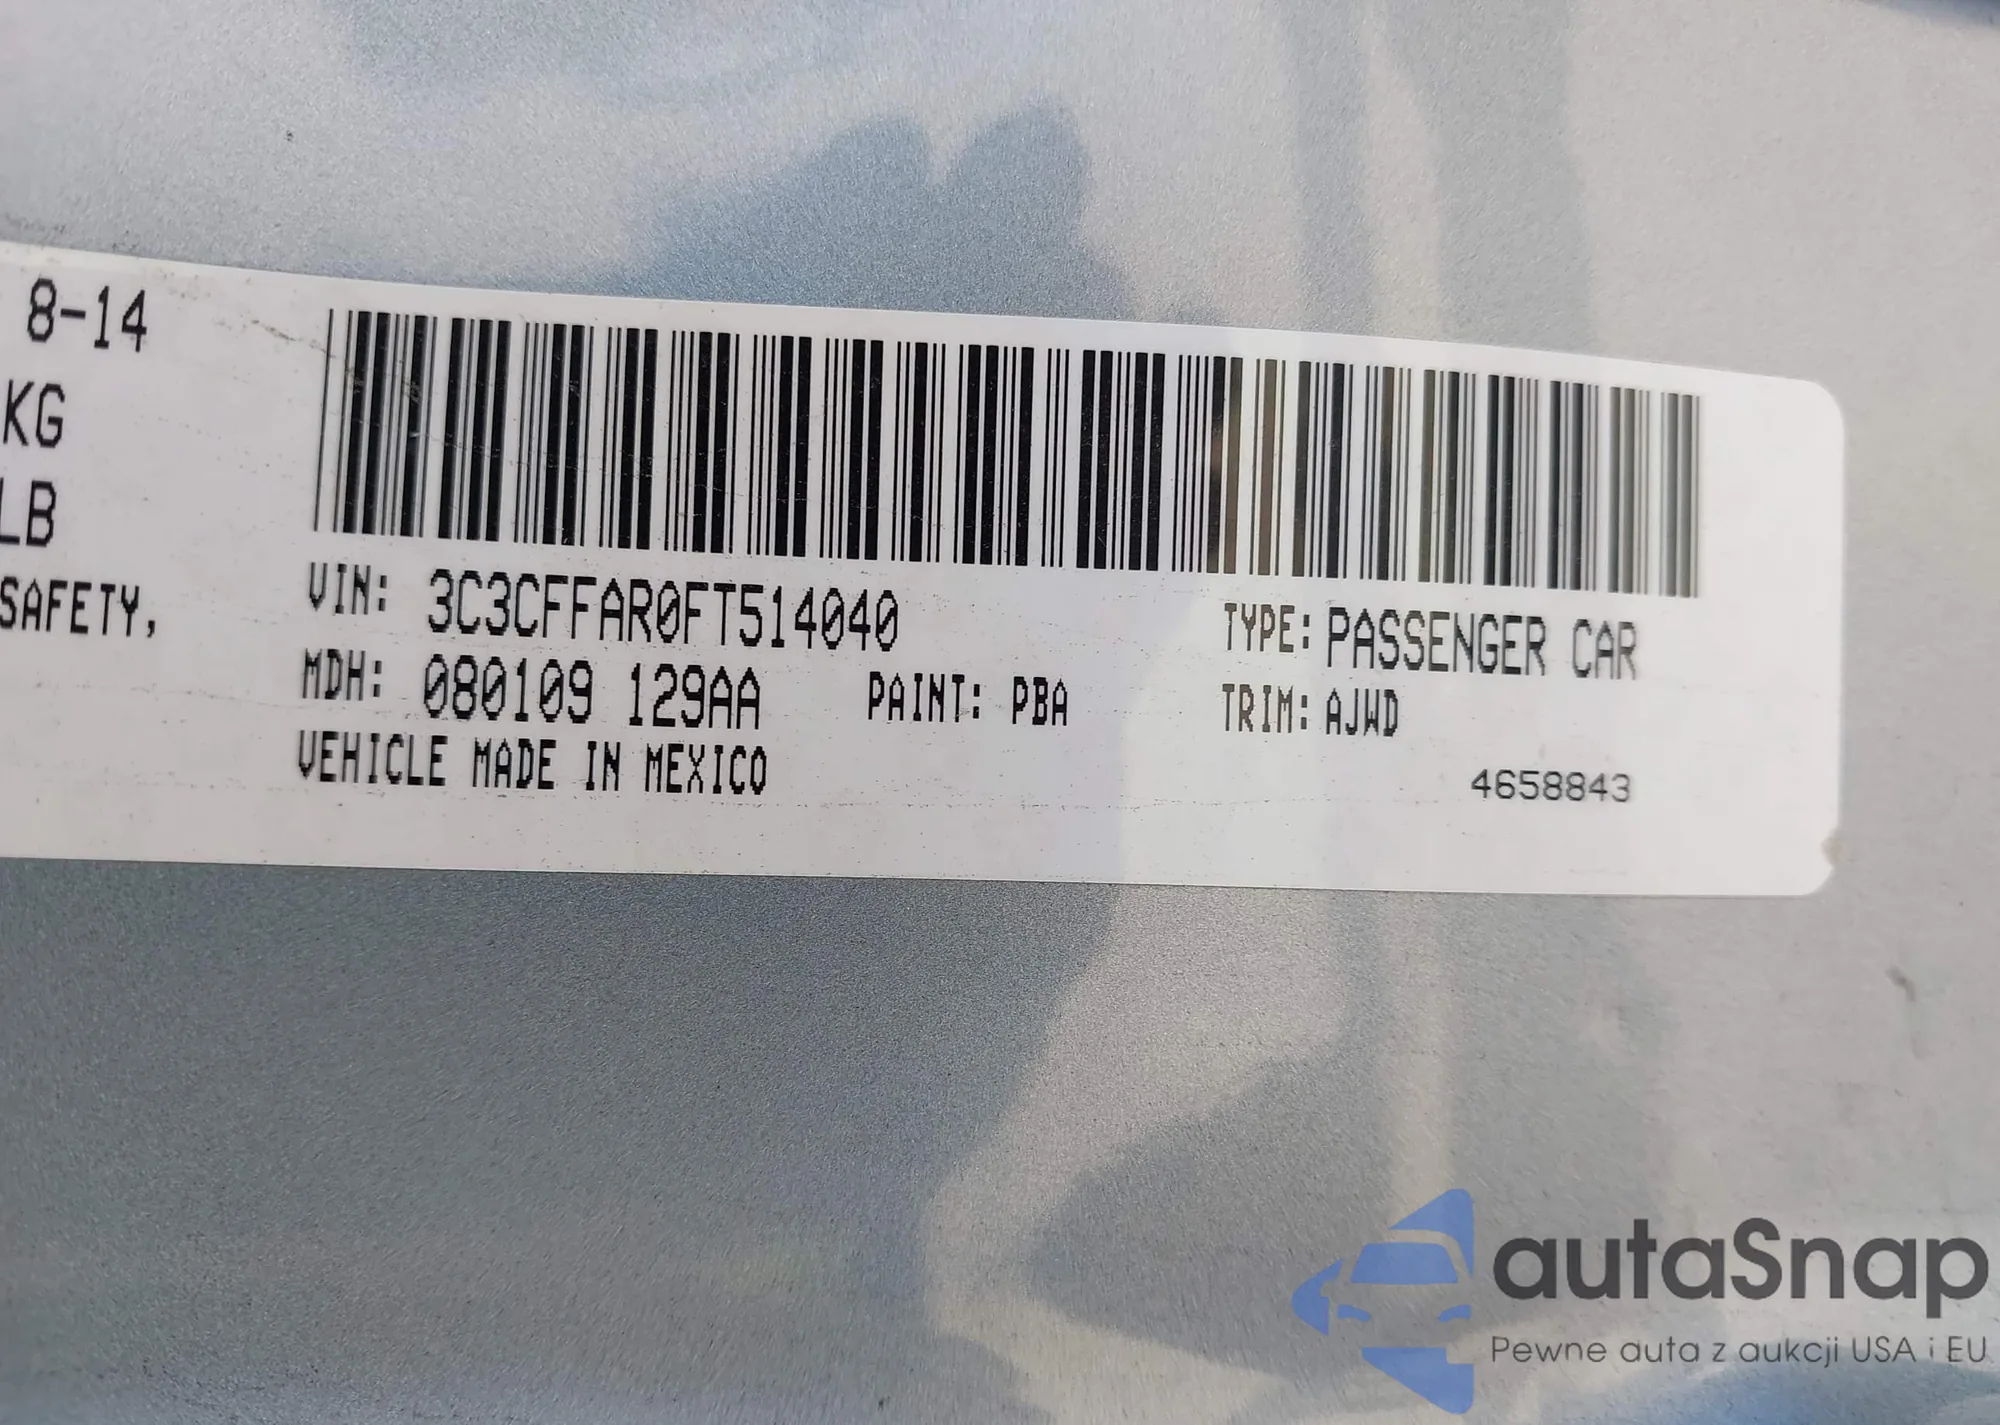 8-14
KG
LB
SAFETY,
VIN: 3C3CFFAR0FT514040
TYPE: PASSENGER CAR
MDH: 080109 129AA
PAINT: PBA
TRIM: AJWD
VEHICLE MADE IN MEXICO
4658843
autaSnap
Pewne auta z aukcji USA i EU